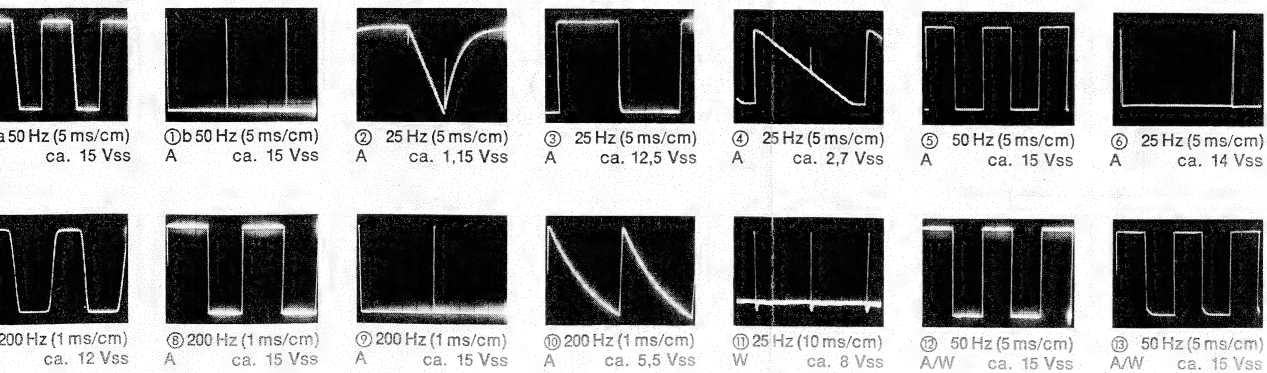 a 50 Hz (5 ms/cm)
ca. 15 Vss
①b 50 Hz (5 ms/cm)
A ca. 15 Vss
② 25 Hz (5 ms/cm)
A ca. 1,15 Vss
③ 25 Hz (5 ms/cm)
A ca. 12,5 Vss
④ 25 Hz (5 ms/cm)
A ca. 2,7 Vss
⑤ 50 Hz (5 ms/cm)
A ca. 15 Vss
⑥ 25 Hz (5 ms/cm)
A ca. 14 Vss
200 Hz (1 ms/cm)
ca. 12 Vss
⑧ 200 Hz (1 ms/cm)
A ca. 15 Vss
⑨ 200 Hz (1 ms/cm)
A ca. 15 Vss
⑩ 200 Hz (1 ms/cm)
A ca. 5,5 Vss
⑪ 25 Hz (10 ms/cm)
W ca. 8 Vss
⑫ 50 Hz (5 ms/cm)
A/W ca. 15 Vss
⑬ 50 Hz (5 ms/cm)
A/W ca. 15 Vss